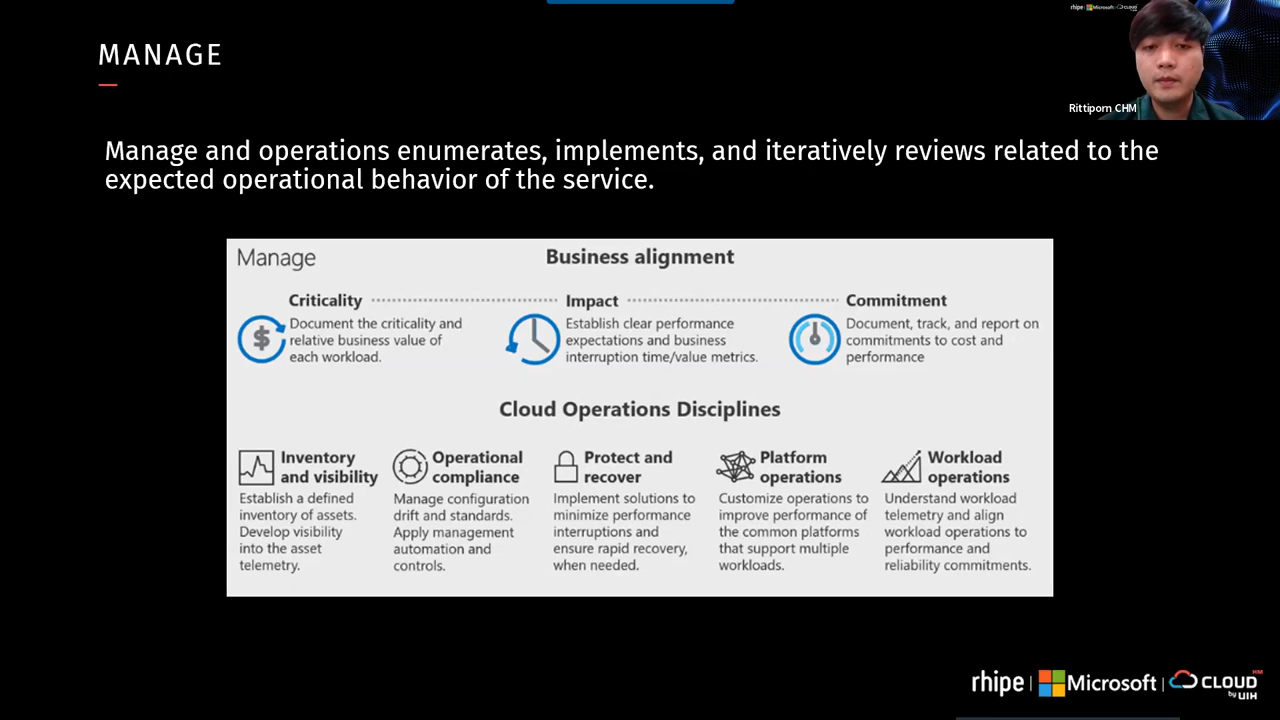 MANAGE
rhipe Microsoft CLOUD
Rittiporn CHM
Manage and operations enumerates, implements, and iteratively reviews related to the
expected operational behavior of the service.
Manage
Business alignment
Criticality
Document the criticality and
relative business value of
each workload.
Impact
Establish clear performance
expectations and business
interruption time/value metrics.
Commitment
Document, track, and report on
commitments to cost and
performance
Cloud Operations Disciplines
Inventory
and visibility
Establish a defined
inventory of assets.
Develop visibility
into the asset
telemetry.
Operational
compliance
Manage configuration
drift and standards.
Apply management
automation and
controls.
Protect and
recover
Implement solutions to
minimize performance
interruptions and
ensure rapid recovery,
when needed.
Platform
operations
Customize operations to
improve performance of
the common platforms
that support multiple
workloads.
Workload
operations
Understand workload
telemetry and align
workload operations to
performance and
reliability commitments.
rhipe | Microsoft | CLOUD HM
by UIH